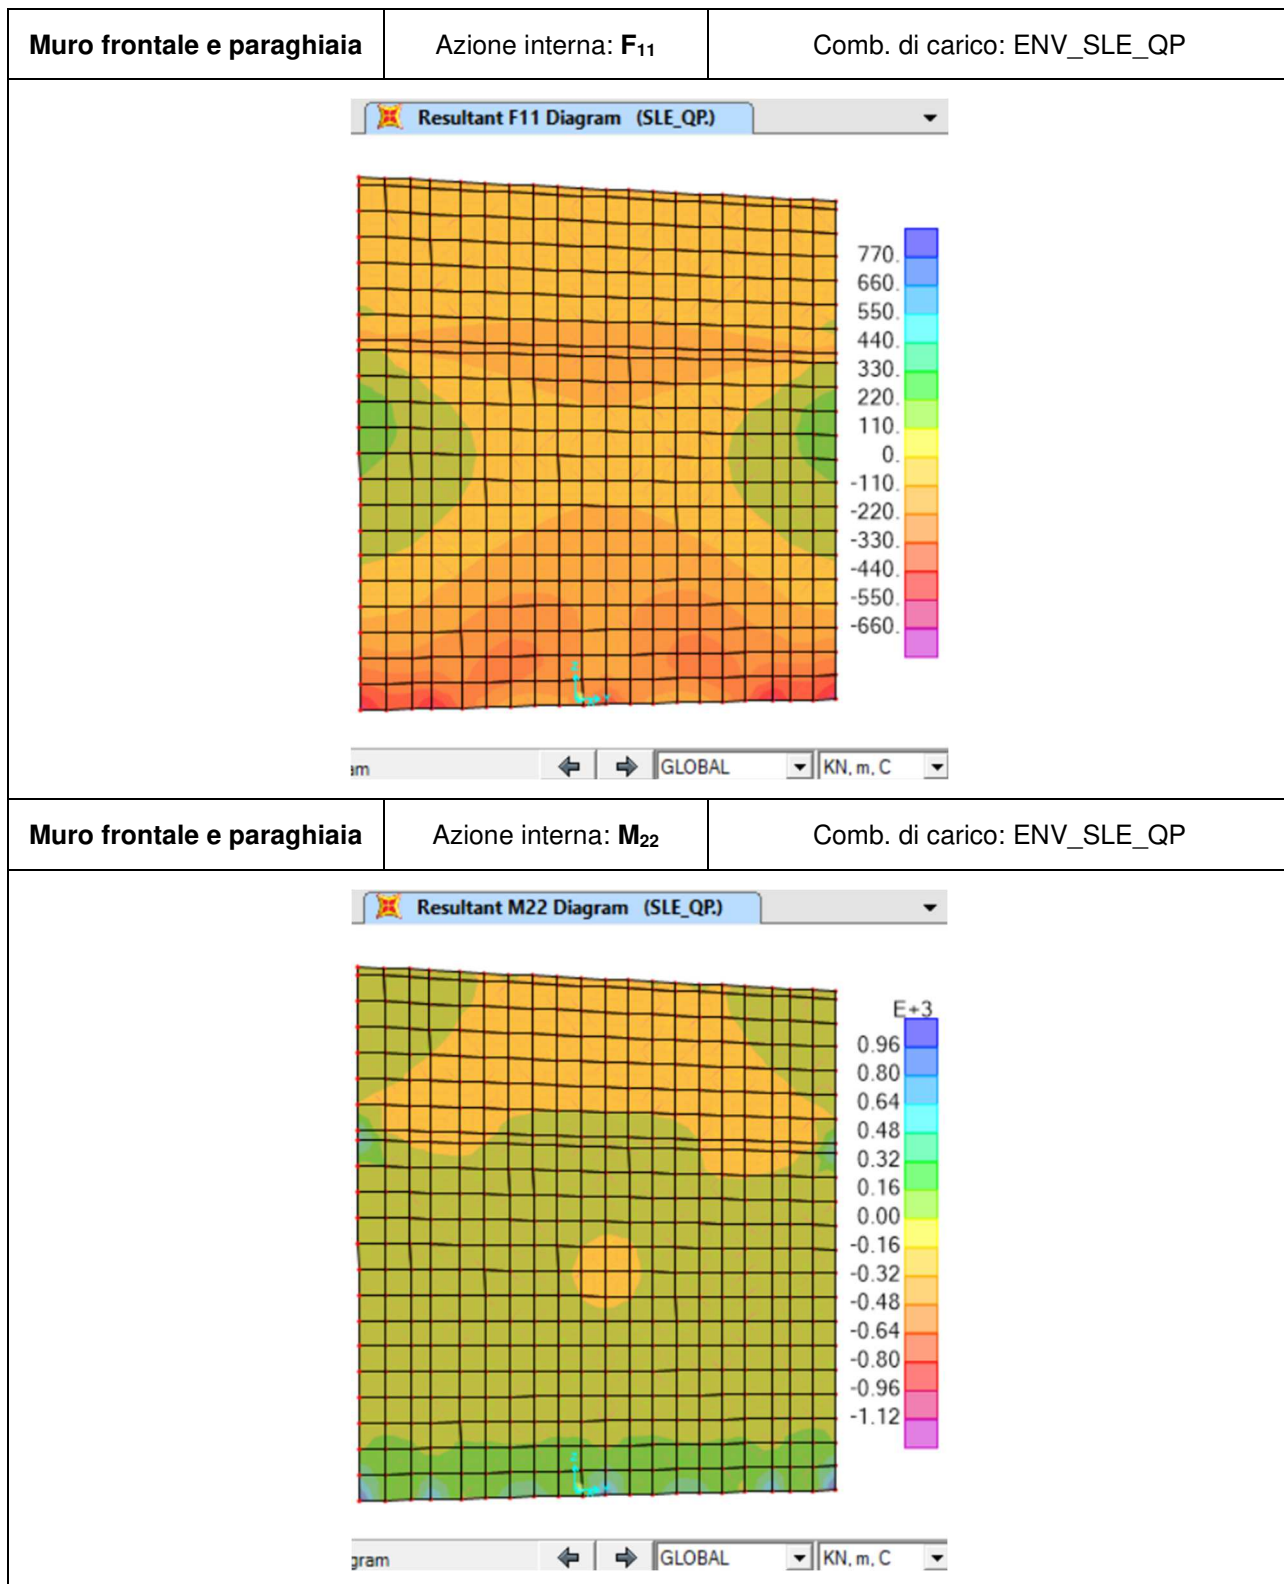 Muro frontale e paraghiaia Azione interna: F11 Comb. di carico: ENV_SLE_QP
Resultant F11 Diagram (SLE_QP.)
770.
660.
550.
440.
330.
220.
110.
0.
-110.
-220.
-330.
-440.
-550.
-660.
Z
Y
am GLOBAL KN, m, C
Muro frontale e paraghiaia Azione interna: M22 Comb. di carico: ENV_SLE_QP
Resultant M22 Diagram (SLE_QP.)
E+3
0.96
0.80
0.64
0.48
0.32
0.16
0.00
-0.16
-0.32
-0.48
-0.64
-0.80
-0.96
-1.12
Z
gram GLOBAL KN, m, C